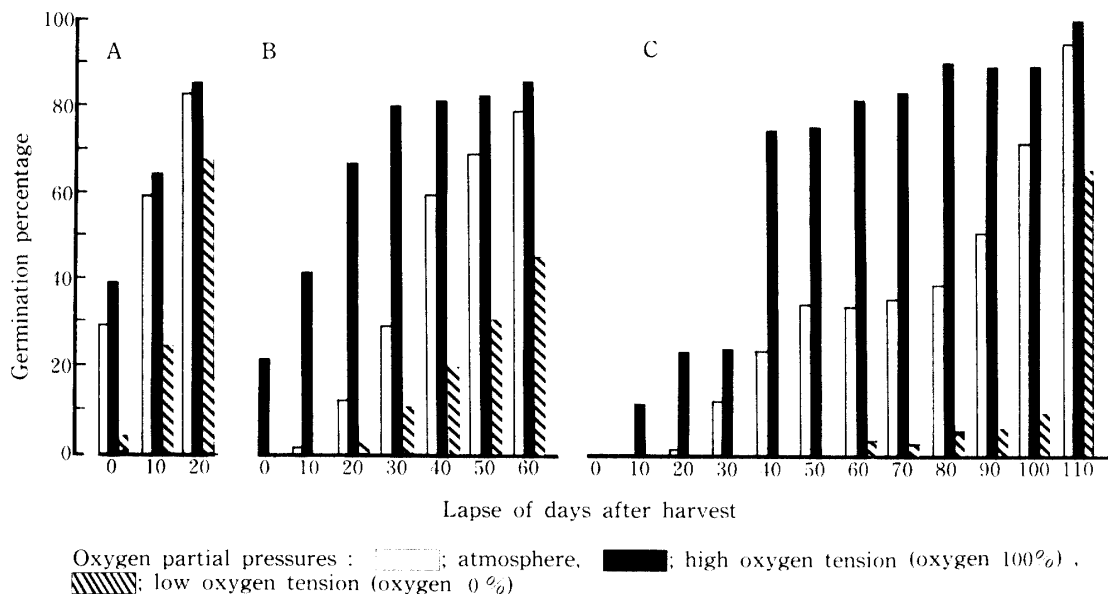 100
80
60
40
20
0
Germination percentage
A
B
C
0 10 20
0 10 20 30 40 50 60
0 10 20 30 40 50 60 70 80 90 100 110
Lapse of days after harvest
Oxygen partial pressures : ; atmosphere, ; high oxygen tension (oxygen 100%) ,
; low oxygen tension (oxygen 0%)